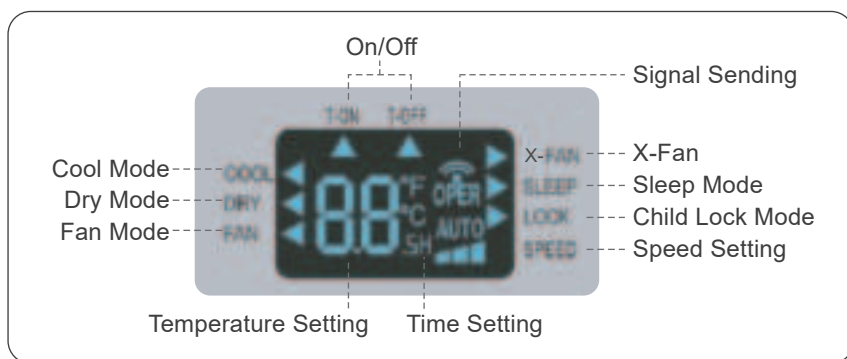 On/Off
Signal Sending
T-ON T-OFF
Cool Mode
COOL
X-FAN
X-Fan
Dry Mode
DRY
°F
OPER
SLEEP
Sleep Mode
Fan Mode
FAN
88
°C
AUTO
LOCK
Child Lock Mode
.5H
SPEED
Speed Setting
Temperature Setting
Time Setting